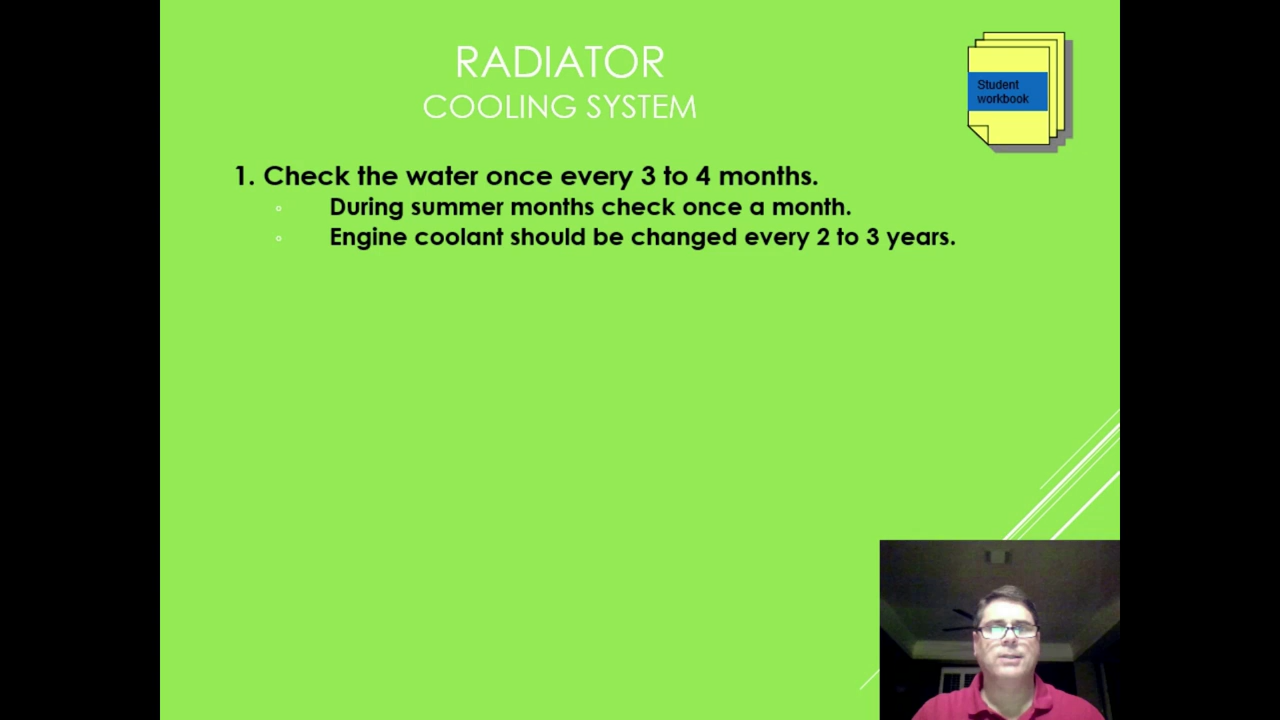 RADIATOR
COOLING SYSTEM
Student
workbook
1. Check the water once every 3 to 4 months.
During summer months check once a month.
Engine coolant should be changed every 2 to 3 years.